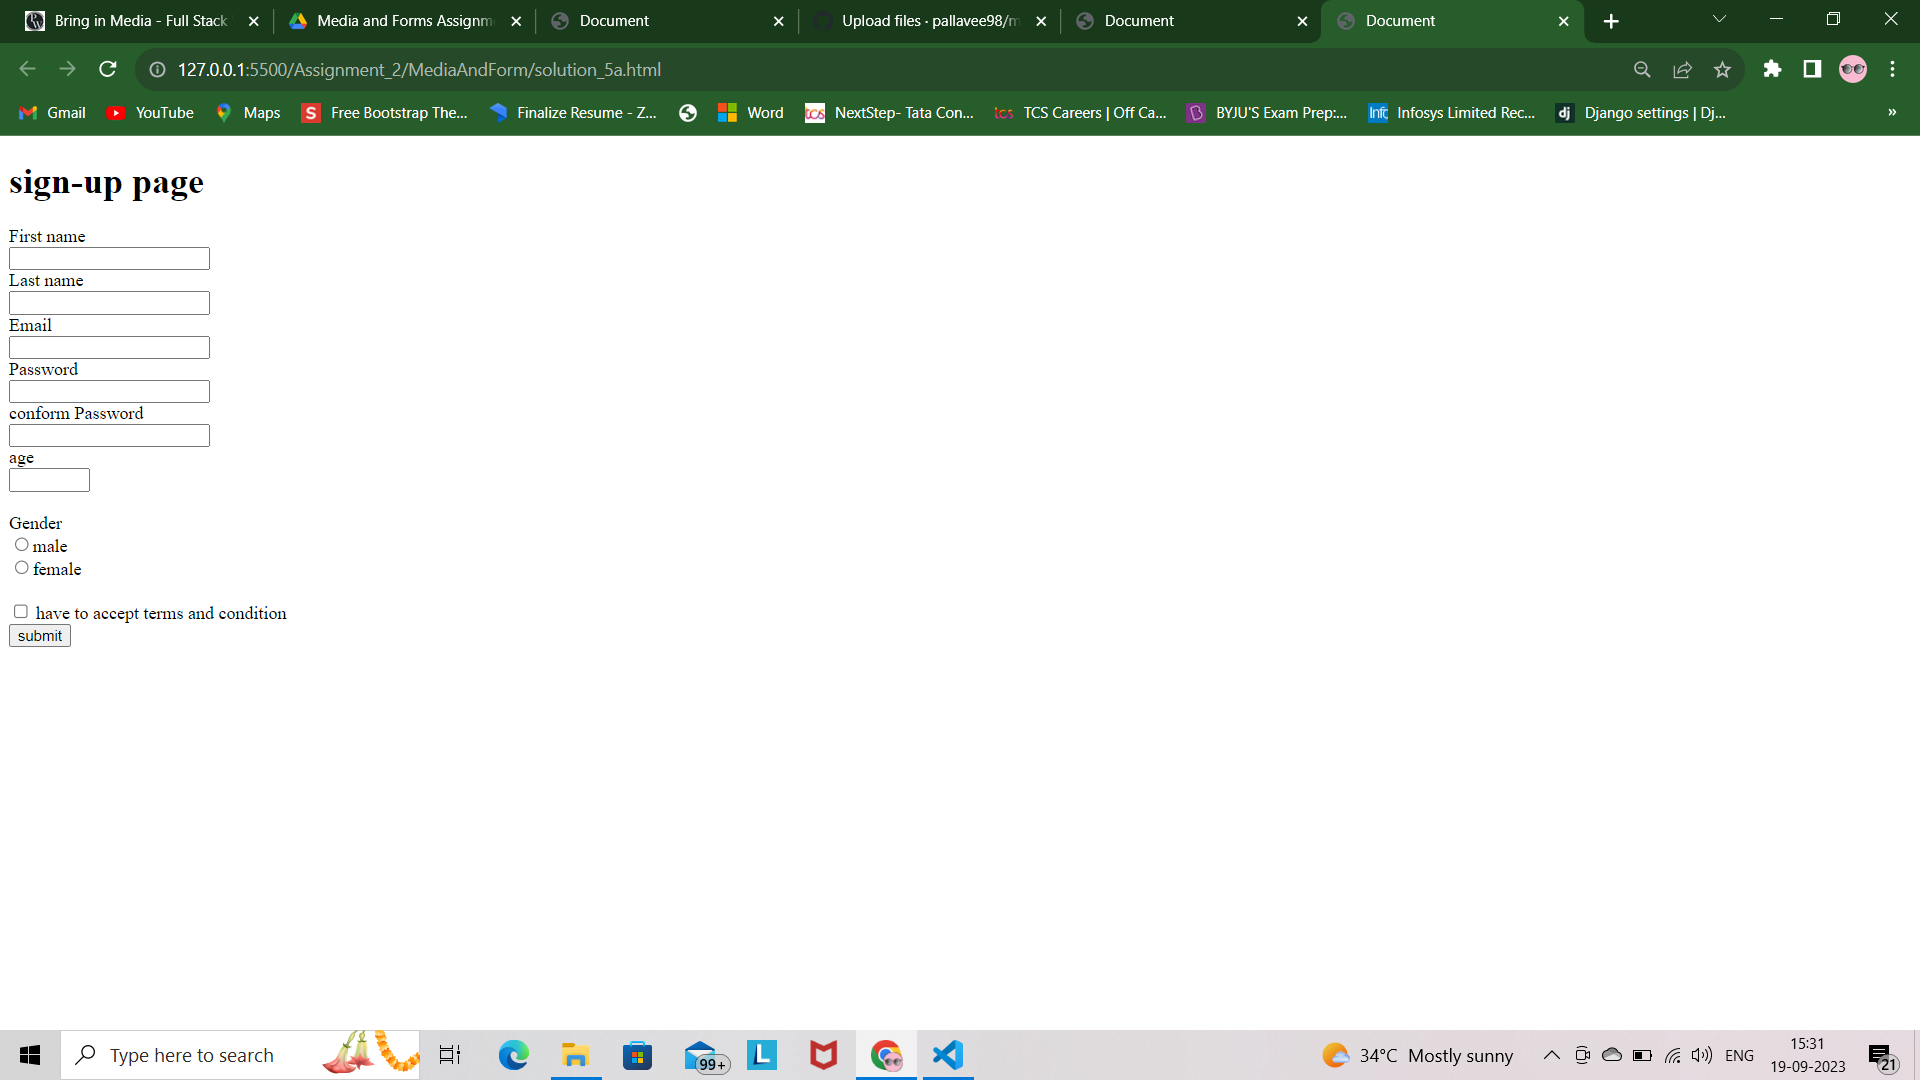 Bring in Media - Full Stack
Media and Forms Assignm
Document
Upload files · pallavee98/m
Document
Document
127.0.0.1:5500/Assignment_2/MediaAndForm/solution_5a.html
Gmail
YouTube
Maps
S
Free Bootstrap The...
Finalize Resume - Z...
Word
tcs
NextStep- Tata Con...
tcs
TCS Careers | Off Ca...
B
BYJU'S Exam Prep:...
Infc
Infosys Limited Rec...
dj
Django settings | Dj...
»
sign-up page
First name
Last name
Email
Password
conform Password
age
Gender
male
female
have to accept terms and condition
submit
Type here to search
99+
L
34°C Mostly sunny
ENG
15:31
19-09-2023
21